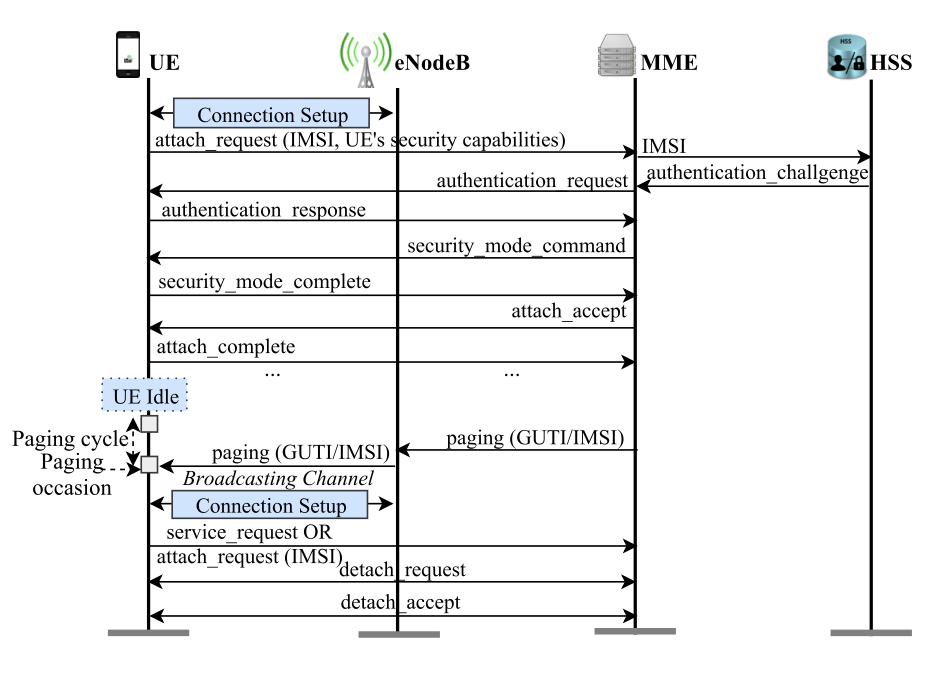 UE
eNodeB
MME
HSS
HSS
Connection Setup
attach_request (IMSI, UE's security capabilities)
IMSI
authentication_challgenge
authentication_request
authentication_response
security_mode_command
security_mode_complete
attach_accept
attach_complete
...
...
UE Idle
Paging cycle
Paging
occasion
paging (GUTI/IMSI)
paging (GUTI/IMSI)
Broadcasting Channel
Connection Setup
service_request OR
attach_request (IMSI)
detach_request
detach_accept